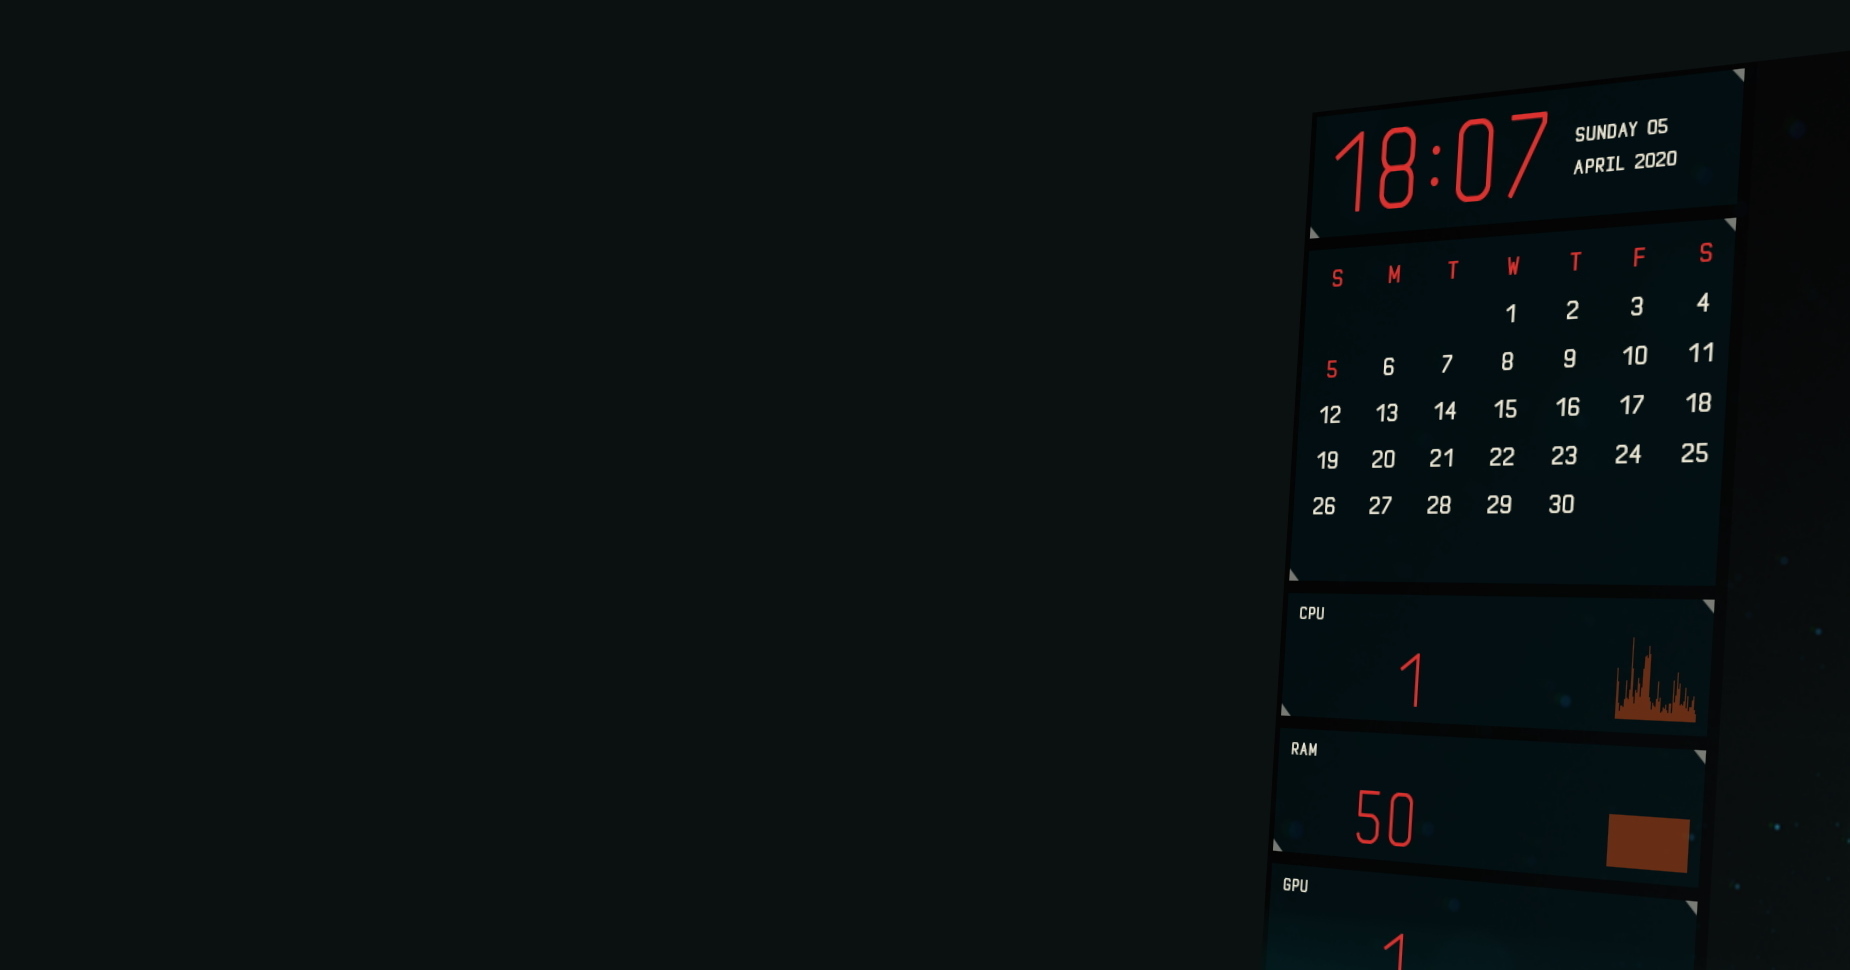 18:07
SUNDAY 05
APRIL 2020
S M T W T F S
1 2 3 4
5 6 7 8 9 10 11
12 13 14 15 16 17 18
19 20 21 22 23 24 25
26 27 28 29 30
CPU
1
RAM
50
GPU
1